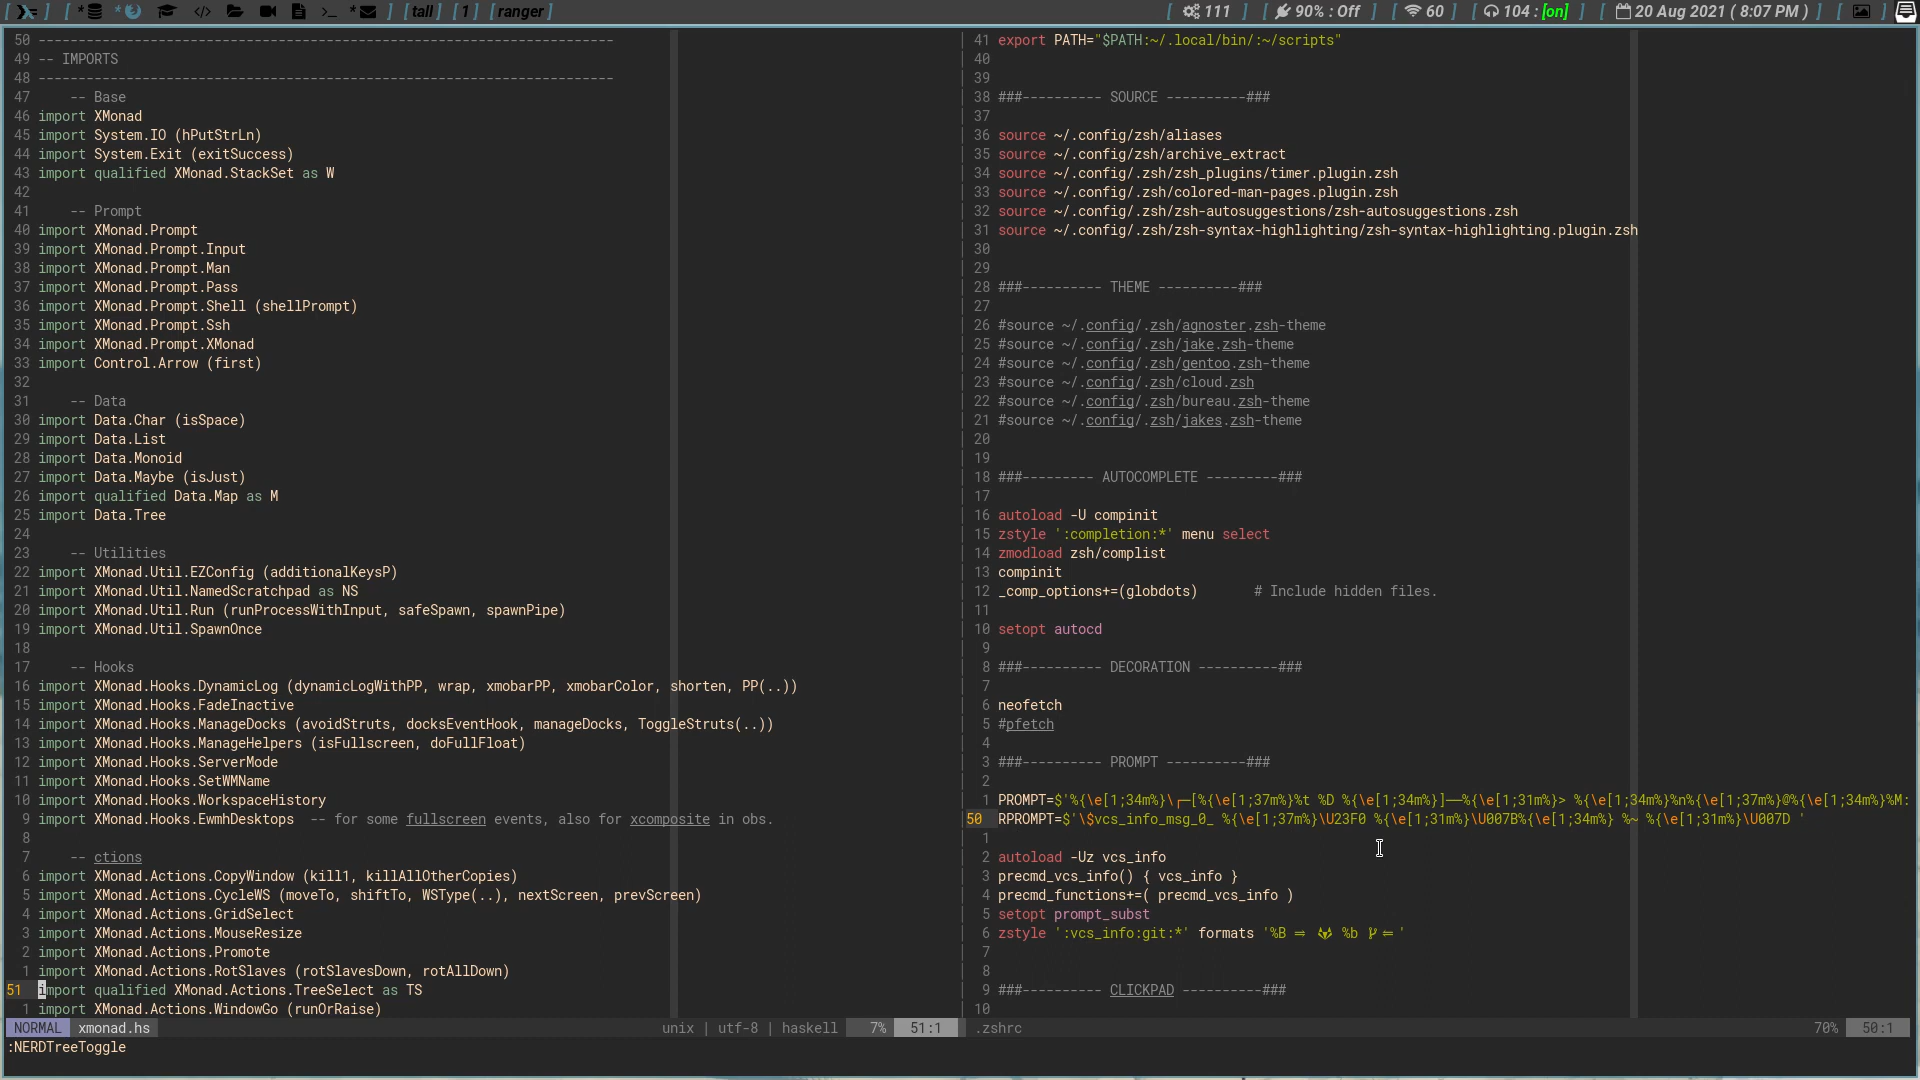 [tall] [1] [ranger] [ 111 ] [ 90% : Off ] [ 60 ] [ 104 : [on] ] [ 20 Aug 2021 ( 8:07 PM ) ]
50 ------------------------------------------------------------------------
49 -- IMPORTS
48 ------------------------------------------------------------------------
47     -- Base
46 import XMonad
45 import System.IO (hPutStrLn)
44 import System.Exit (exitSuccess)
43 import qualified XMonad.StackSet as W
42
41     -- Prompt
40 import XMonad.Prompt
39 import XMonad.Prompt.Input
38 import XMonad.Prompt.Man
37 import XMonad.Prompt.Pass
36 import XMonad.Prompt.Shell (shellPrompt)
35 import XMonad.Prompt.Ssh
34 import XMonad.Prompt.XMonad
33 import Control.Arrow (first)
32
31     -- Data
30 import Data.Char (isSpace)
29 import Data.List
28 import Data.Monoid
27 import Data.Maybe (isJust)
26 import qualified Data.Map as M
25 import Data.Tree
24
23     -- Utilities
22 import XMonad.Util.EZConfig (additionalKeysP)
21 import XMonad.Util.NamedScratchpad as NS
20 import XMonad.Util.Run (runProcessWithInput, safeSpawn, spawnPipe)
19 import XMonad.Util.SpawnOnce
18
17     -- Hooks
16 import XMonad.Hooks.DynamicLog (dynamicLogWithPP, wrap, xmobarPP, xmobarColor, shorten, PP(..))
15 import XMonad.Hooks.FadeInactive
14 import XMonad.Hooks.ManageDocks (avoidStruts, docksEventHook, manageDocks, ToggleStruts(..))
13 import XMonad.Hooks.ManageHelpers (isFullscreen, doFullFloat)
12 import XMonad.Hooks.ServerMode
11 import XMonad.Hooks.SetWMName
10 import XMonad.Hooks.WorkspaceHistory
9 import XMonad.Hooks.EwmhDesktops  -- for some fullscreen events, also for xcomposite in obs.
8
7     -- ctions
6 import XMonad.Actions.CopyWindow (kill1, killAllOtherCopies)
5 import XMonad.Actions.CycleWS (moveTo, shiftTo, WSType(..), nextScreen, prevScreen)
4 import XMonad.Actions.GridSelect
3 import XMonad.Actions.MouseResize
2 import XMonad.Actions.Promote
1 import XMonad.Actions.RotSlaves (rotSlavesDown, rotAllDown)
51 import qualified XMonad.Actions.TreeSelect as TS
1 import XMonad.Actions.WindowGo (runOrRaise)
NORMAL xmonad.hs unix | utf-8 | haskell 7% 51:1
:NERDTreeToggle
41 export PATH="$PATH:~/.local/bin/:~/scripts"
40
39
38 ###---------- SOURCE ----------###
37
36 source ~/.config/zsh/aliases
35 source ~/.config/zsh/archive_extract
34 source ~/.config/.zsh/zsh_plugins/timer.plugin.zsh
33 source ~/.config/.zsh/colored-man-pages.plugin.zsh
32 source ~/.config/.zsh/zsh-autosuggestions/zsh-autosuggestions.zsh
31 source ~/.config/.zsh/zsh-syntax-highlighting/zsh-syntax-highlighting.plugin.zsh
30
29
28 ###---------- THEME ----------###
27
26 #source ~/.config/.zsh/agnoster.zsh-theme
25 #source ~/.config/.zsh/jake.zsh-theme
24 #source ~/.config/.zsh/gentoo.zsh-theme
23 #source ~/.config/.zsh/cloud.zsh
22 #source ~/.config/.zsh/bureau.zsh-theme
21 #source ~/.config/.zsh/jakes.zsh-theme
20
19
18 ###--------- AUTOCOMPLETE ---------###
17
16 autoload -U compinit
15 zstyle ':completion:*' menu select
14 zmodload zsh/complist
13 compinit
12 _comp_options+=(globdots)       # Include hidden files.
11
10 setopt autocd
9
8 ###---------- DECORATION ----------###
7
6 neofetch
5 #pfetch
4
3 ###---------- PROMPT ----------###
2
1 PROMPT=$'%{\e[1;34m%}\┌─[%{\e[1;37m%}%t %D %{\e[1;34m%}]──%{\e[1;31m%}> %{\e[1;34m%}%n%{\e[1;37m%}@%{\e[1;34m%}%M:
50 RPROMPT=$'\$vcs_info_msg_0_ %{\e[1;37m%}\U23F0 %{\e[1;31m%}\U007B%{\e[1;34m%} %~ %{\e[1;31m%}\U007D '
1
2 autoload -Uz vcs_info
3 precmd_vcs_info() { vcs_info }
4 precmd_functions+=( precmd_vcs_info )
5 setopt prompt_subst
6 zstyle ':vcs_info:git:*' formats '%B ⇒ %b ⇐'
7
8
9 ###---------- CLICKPAD ----------###
10
.zshrc 70% 50:1